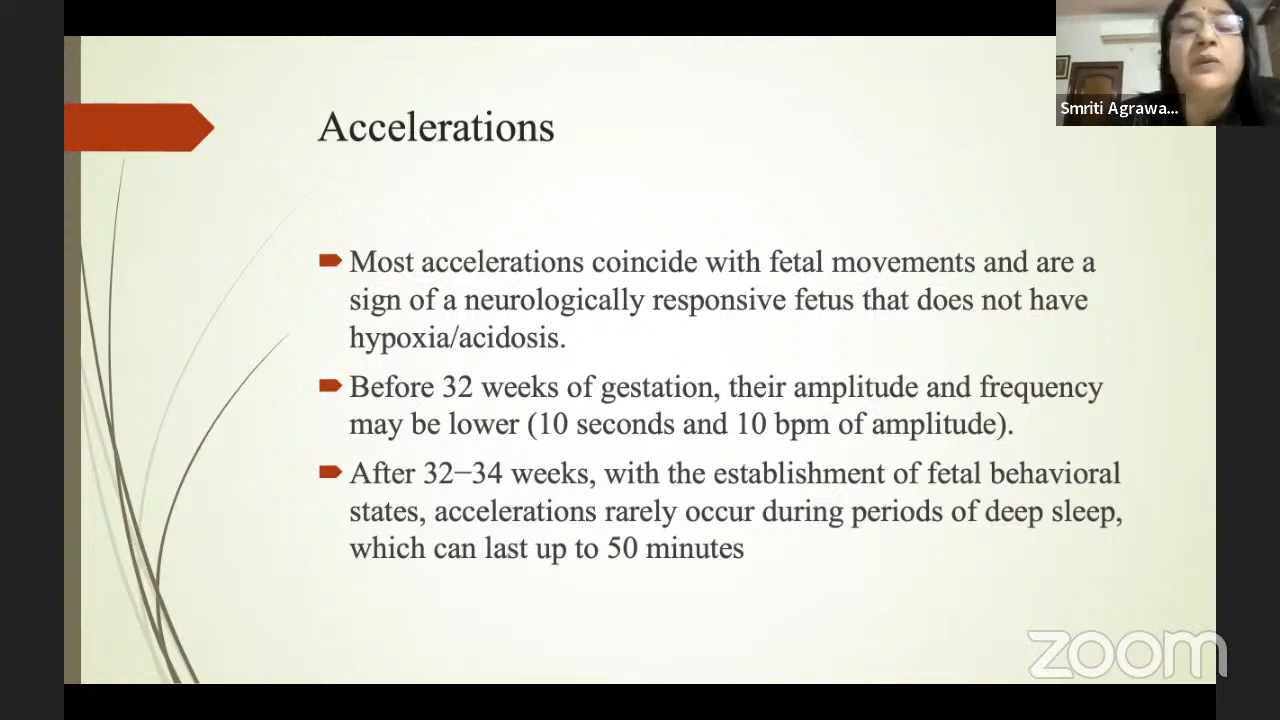 Smriti Agrawa...
Accelerations
Most accelerations coincide with fetal movements and are a
sign of a neurologically responsive fetus that does not have
hypoxia/acidosis.
Before 32 weeks of gestation, their amplitude and frequency
may be lower (10 seconds and 10 bpm of amplitude).
After 32−34 weeks, with the establishment of fetal behavioral
states, accelerations rarely occur during periods of deep sleep,
which can last up to 50 minutes
zoom